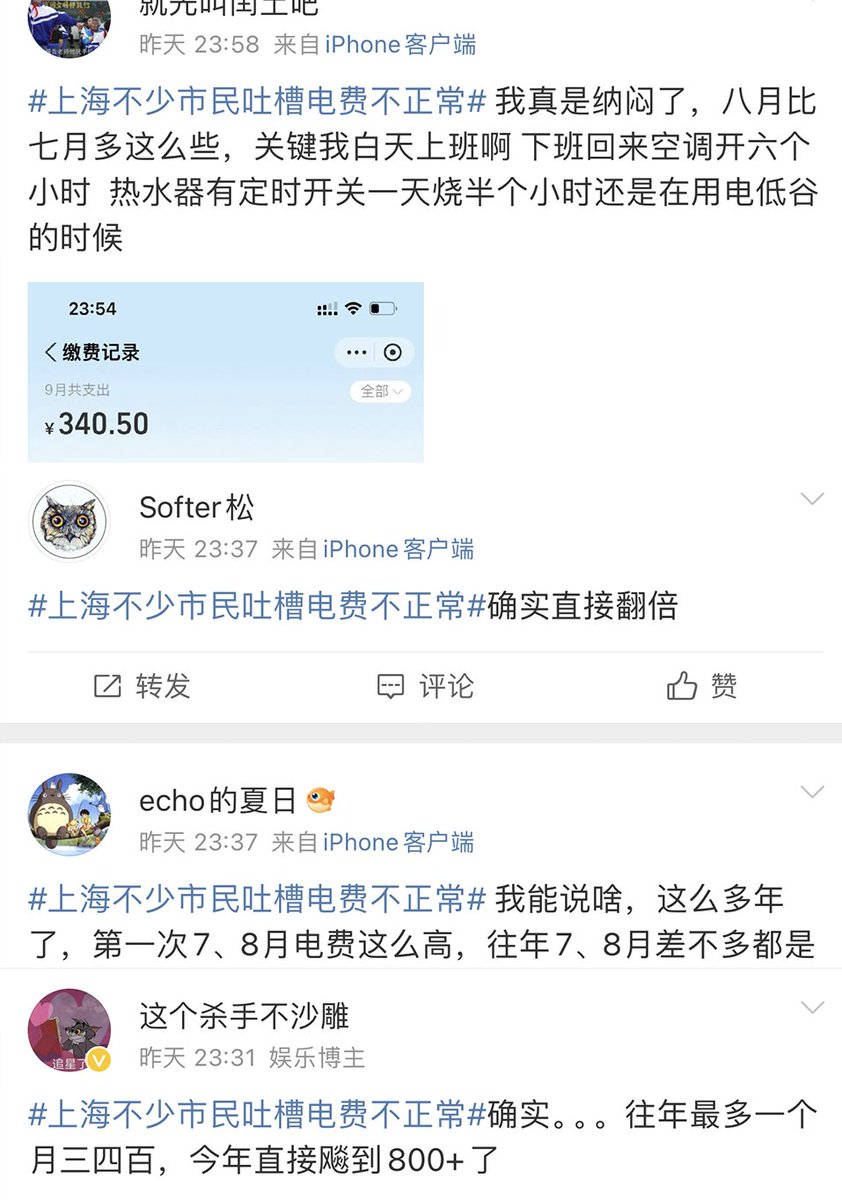 就先叫闰土吧
昨天 23:58 来自 iPhone客户端
#上海不少市民吐槽电费不正常# 我真是纳闷了，八月比
七月多这么些，关键我白天上班啊 下班回来空调开六个
小时 热水器有定时开关一天烧半个小时还是在用电低谷
的时候
23:54
缴费记录
9月共支出
全部
¥340.50
Softer松
昨天 23:37 来自 iPhone客户端
#上海不少市民吐槽电费不正常#确实直接翻倍
转发
评论
赞
echo的夏日
昨天 23:37 来自 iPhone客户端
#上海不少市民吐槽电费不正常# 我能说啥，这么多年
了，第一次7、8月电费这么高，往年7、8月差不多都是
这个杀手不沙雕
追星了
昨天 23:31 娱乐博主
#上海不少市民吐槽电费不正常#确实。。。往年最多一个
月三四百，今年直接飚到800+了